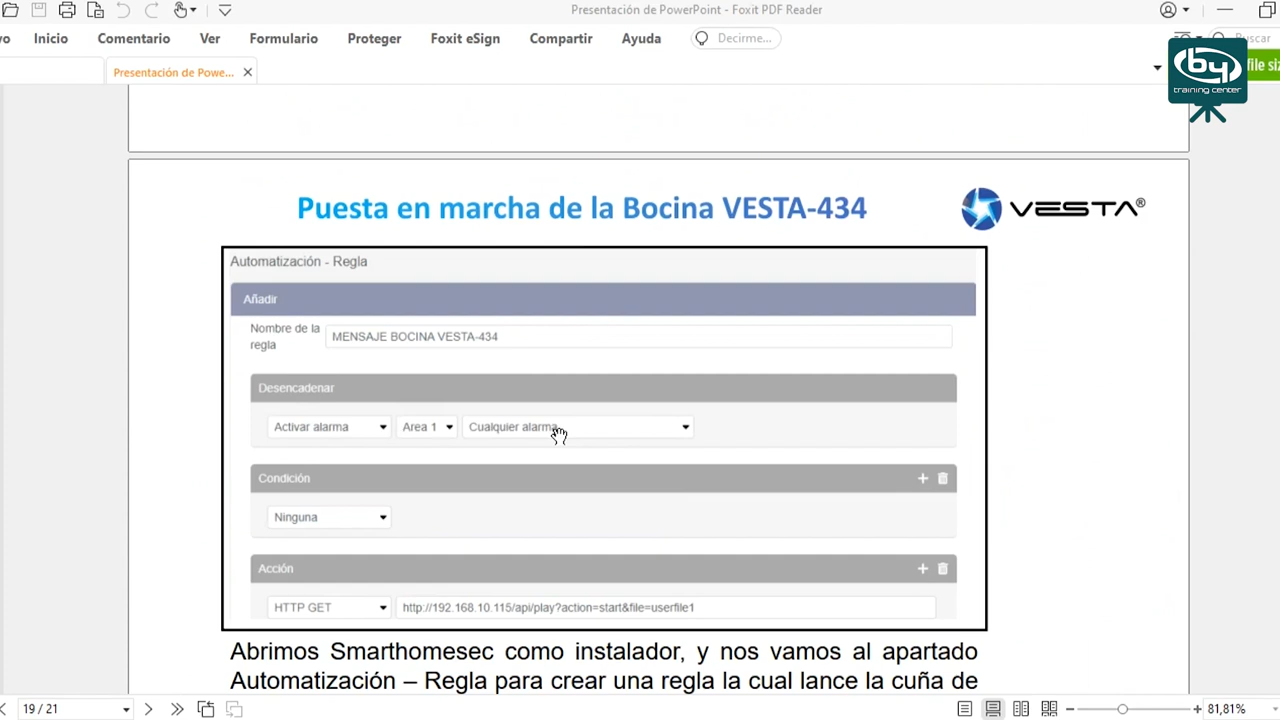 Presentación de PowerPoint - Foxit PDF Reader
Inicio Comentario Ver Formulario Proteger Foxit eSign Compartir Ayuda Decirme... Buscar
Presentación de Powe...
file siz
by
training center
Puesta en marcha de la Bocina VESTA-434
VESTA®
Automatización - Regla
Añadir
Nombre de la
regla
MENSAJE BOCINA VESTA-434
Desencadenar
Activar alarma Area 1 Cualquier alarma
Condición
Ninguna
Acción
HTTP GET http://192.168.10.115/api/play?action=start&file=userfile1
Abrimos Smarthomesec como instalador, y nos vamos al apartado
Automatización – Regla para crear una regla la cual lance la cuña de
19 / 21
81,81%